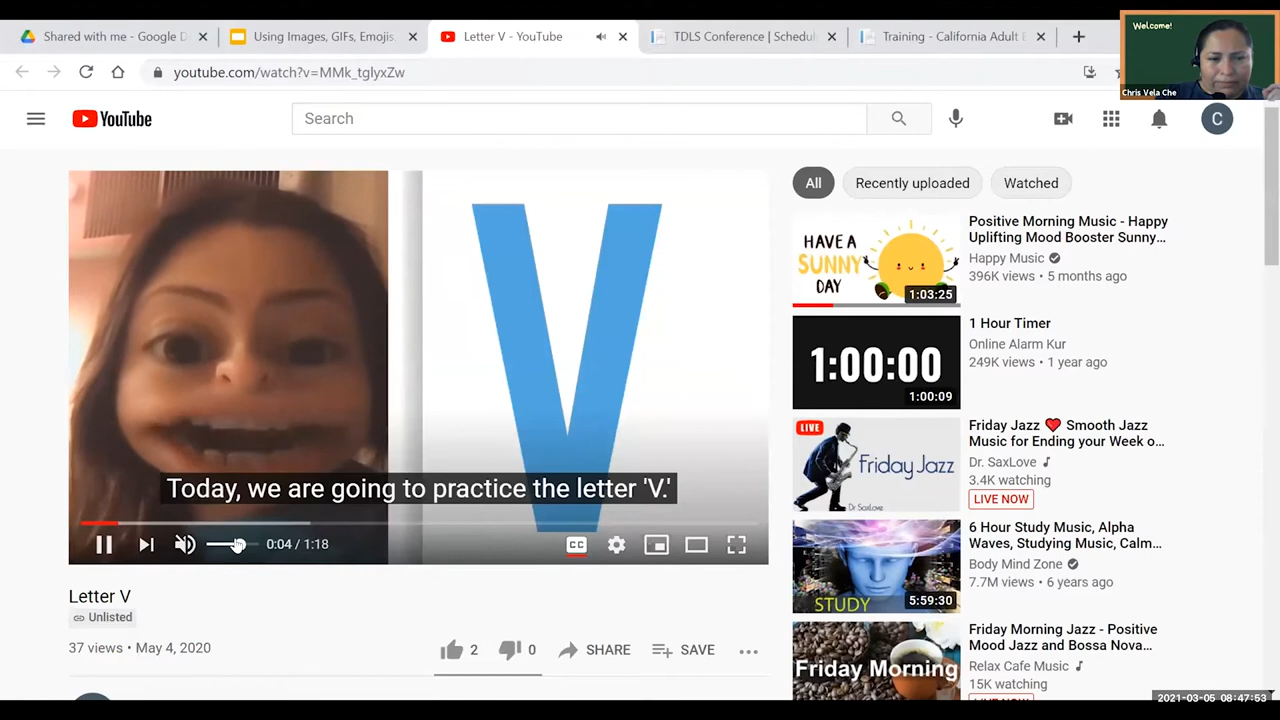 Shared with me - Google D
Using Images, GIFs, Emojis,
Letter V - YouTube
TDLS Conference | Schedul
Training - California Adult E
Welcome!
Chris Vela Che
youtube.com/watch?v=MMk_tglyxZw
YouTube
Search
C
All
Recently uploaded
Watched
V
Today, we are going to practice the letter 'V.'
0:04 / 1:18
CC
Letter V
Unlisted
37 views • May 4, 2020
2
0
SHARE
SAVE
HAVE A
SUNNY
DAY
1:03:25
Positive Morning Music - Happy
Uplifting Mood Booster Sunny...
Happy Music
396K views • 5 months ago
1:00:00
1:00:09
1 Hour Timer
Online Alarm Kur
249K views • 1 year ago
LIVE
Friday Jazz
Dr SaxLove
Friday Jazz ❤️ Smooth Jazz
Music for Ending your Week o...
Dr. SaxLove
3.4K watching
LIVE NOW
STUDY
5:59:30
6 Hour Study Music, Alpha
Waves, Studying Music, Calm...
Body Mind Zone
7.7M views • 6 years ago
Friday Morning
Friday Morning Jazz - Positive
Mood Jazz and Bossa Nova...
Relax Cafe Music
15K watching
2021-03-05 08:47:53